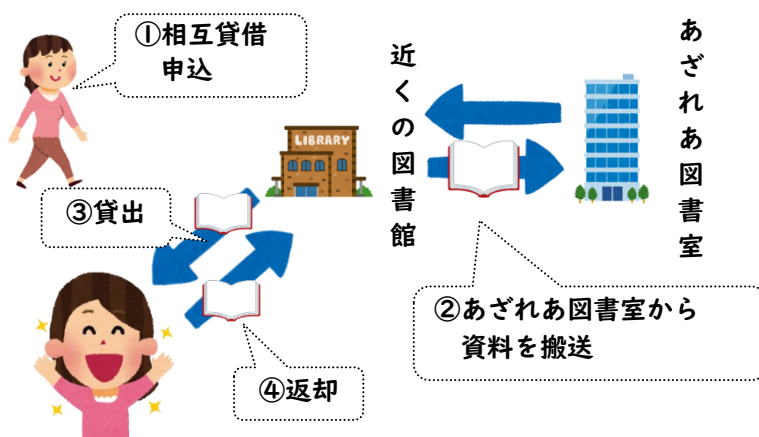 ①相互貸借
申込
近くの図書館
あざれあ図書室
LIBRARY
③貸出
②あざれあ図書室から
資料を搬送
④返却